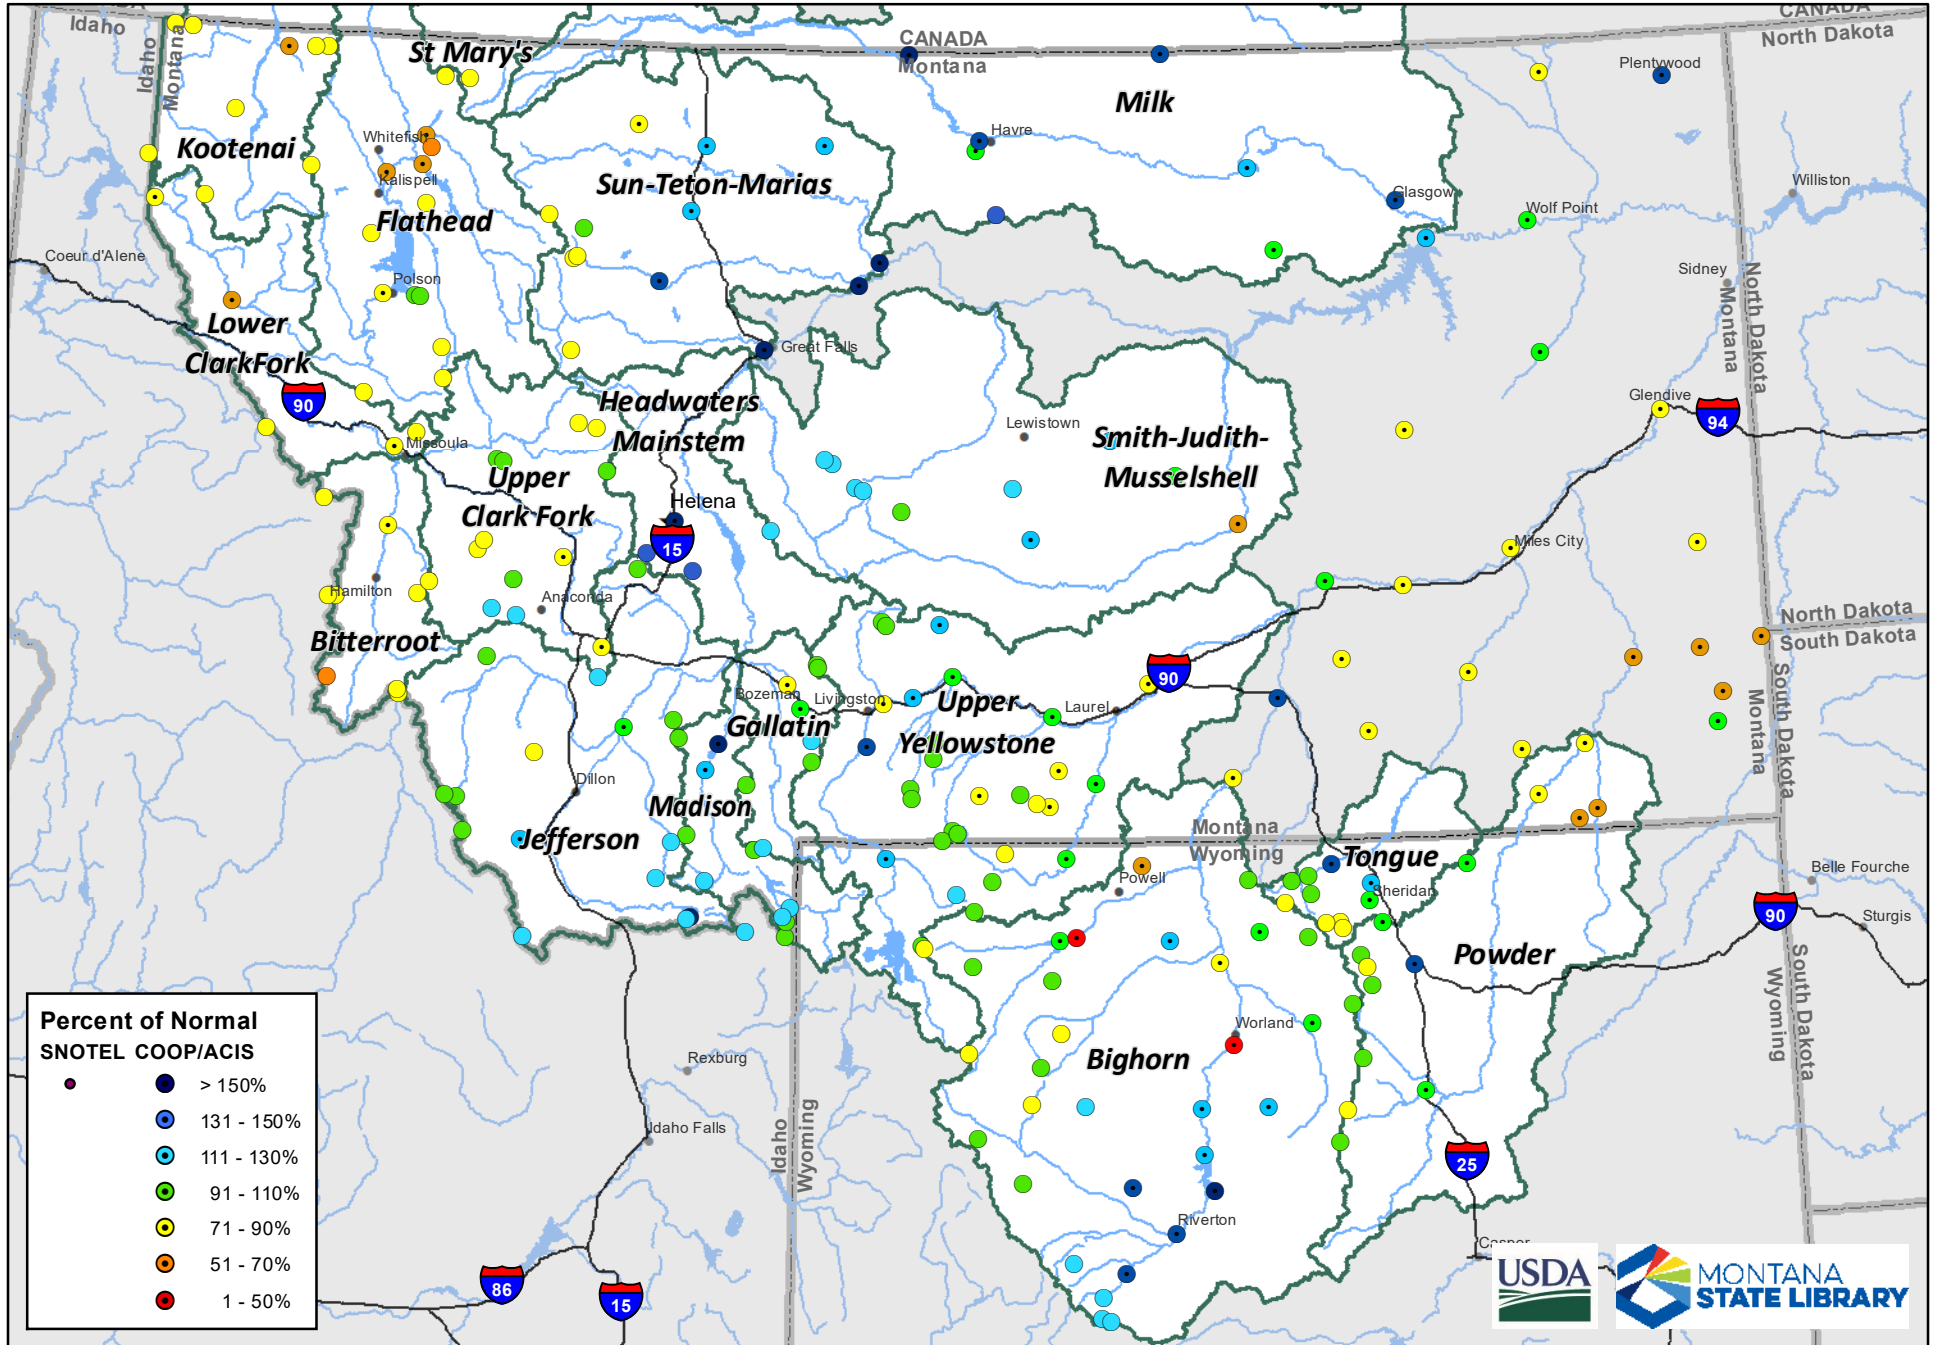 CANADA
Idaho
Idaho
Montana
St Mary's
CANADA
Montana
CANADA
North Dakota
Plentywood
Milk
Havre
Whitefish
Kootenai
Kalispell
Sun-Teton-Marias
Glasgow
Williston
Wolf Point
Flathead
Coeur d'Alene
Polson
Sidney
Montana
North Dakota
Lower
ClarkFork
Great Falls
90
Headwaters
Mainstem
Lewistown
Smith-Judith-
Musselshell
Glendive
94
Missoula
Upper
Clark Fork
Helena
15
Miles City
Hamilton
Anaconda
Bitterroot
North Dakota
South Dakota
90
Bozeman
Livingston
Laurel
Upper
Yellowstone
Gallatin
Montana
South Dakota
Dillon
Madison
Jefferson
Montana
Wyoming
Tongue
Powell
Sheridan
Belle Fourche
90
Sturgis
Powder
Wyoming
South Dakota
Worland
Bighorn
Rexburg
Idaho Falls
Idaho
Wyoming
25
Riverton
Casper
86
15
Percent of Normal
SNOTEL COOP/ACIS
> 150%
131 - 150%
111 - 130%
91 - 110%
71 - 90%
51 - 70%
1 - 50%
USDA
MONTANA
STATE LIBRARY